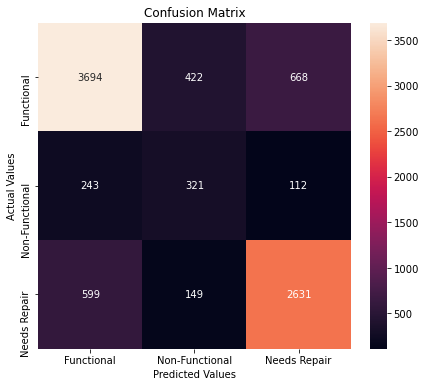 Confusion Matrix
Functional
3694
422
668
Non-Functional
243
321
112
Needs Repair
599
149
2631
Actual Values
Functional
Non-Functional
Needs Repair
Predicted Values
3500
3000
2500
2000
1500
1000
500